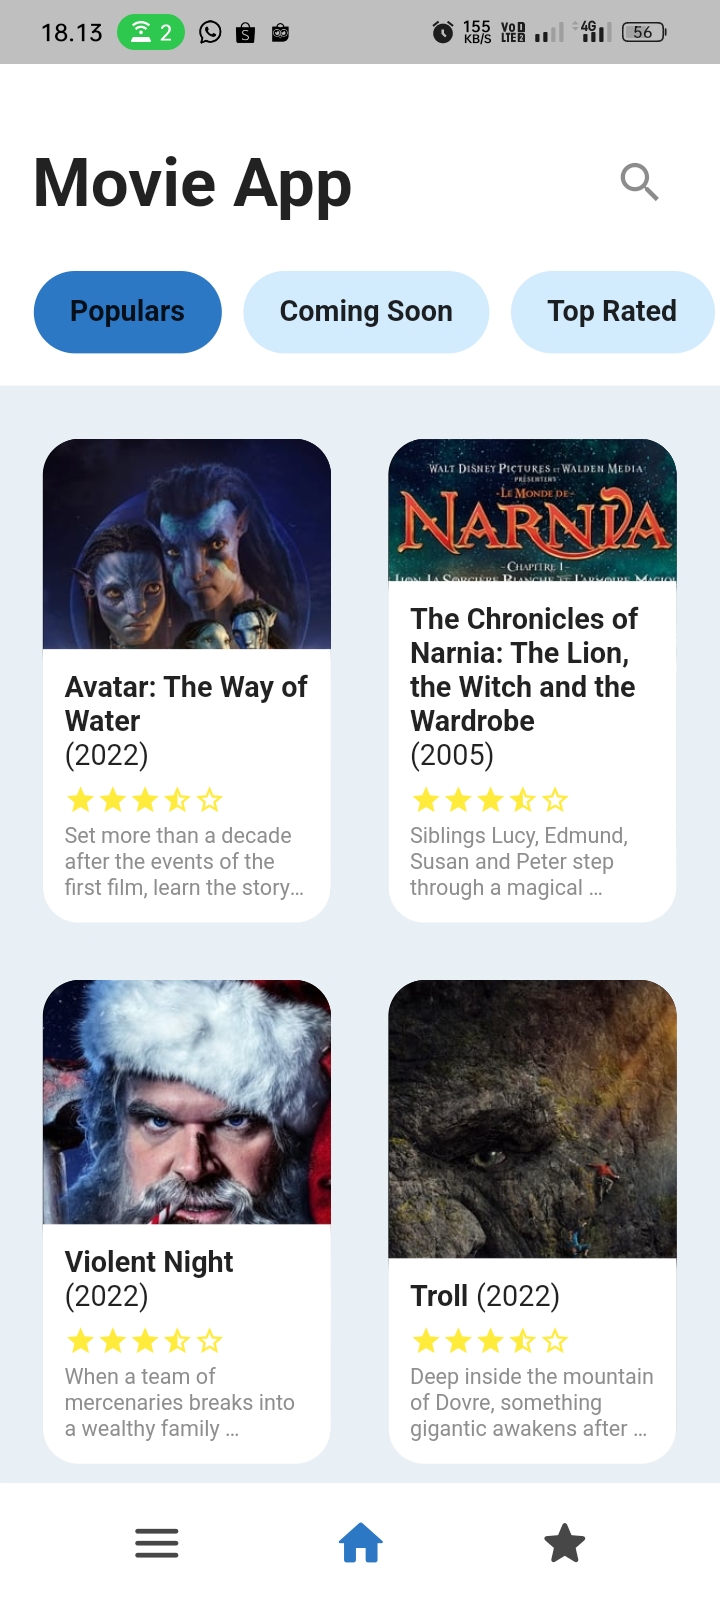 18.13 2 155 KB/S VoD LTE2 4G 56
Movie App
Populars Coming Soon Top Rated
WALT DISNEY PICTURES ET WALDEN MEDIA
PRÉSENTENT
LE MONDE DE
NARNIA
- CHAPITRE 1 -
LION, LA SORCIÈRE BLANCHE ET L'ARMOIRE
Avatar: The Way of
Water
(2022)
Set more than a decade
after the events of the
first film, learn the story…
The Chronicles of
Narnia: The Lion,
the Witch and the
Wardrobe
(2005)
Siblings Lucy, Edmund,
Susan and Peter step
through a magical …
Violent Night
(2022)
When a team of
mercenaries breaks into
a wealthy family …
Troll (2022)
Deep inside the mountain
of Dovre, something
gigantic awakens after …